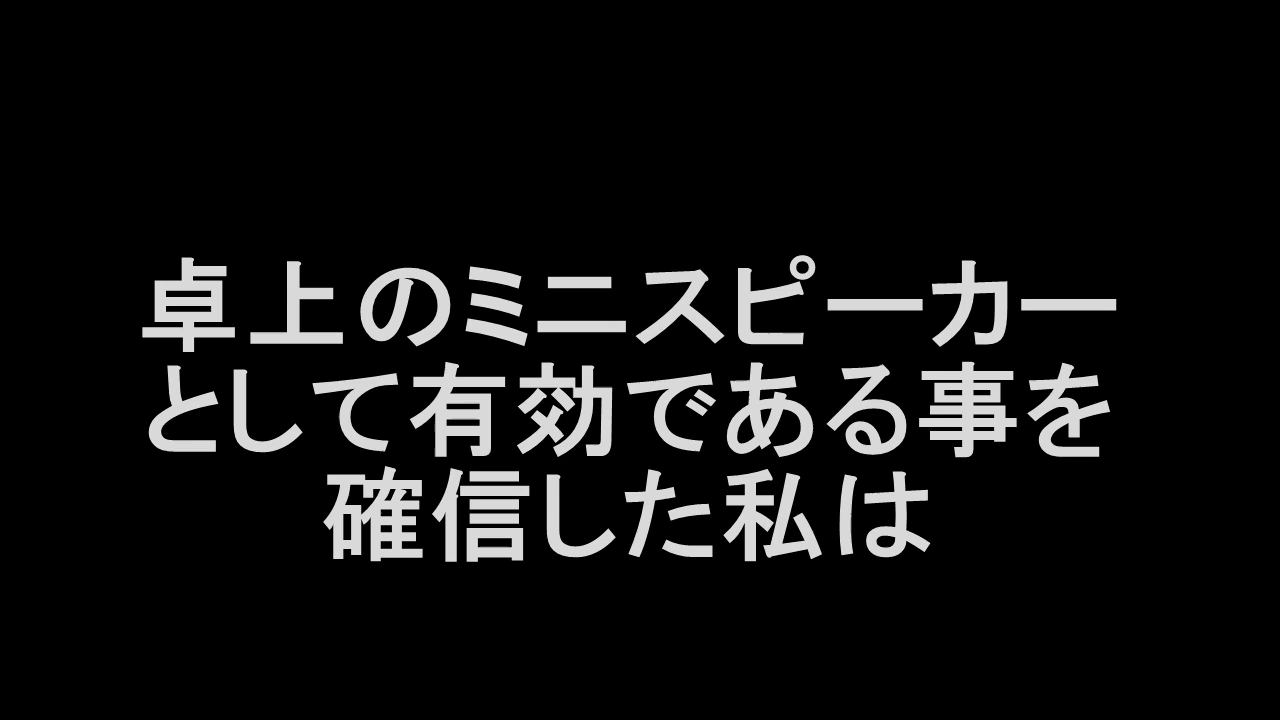 卓上のミニスピーカー
として有効である事を
確信した私は